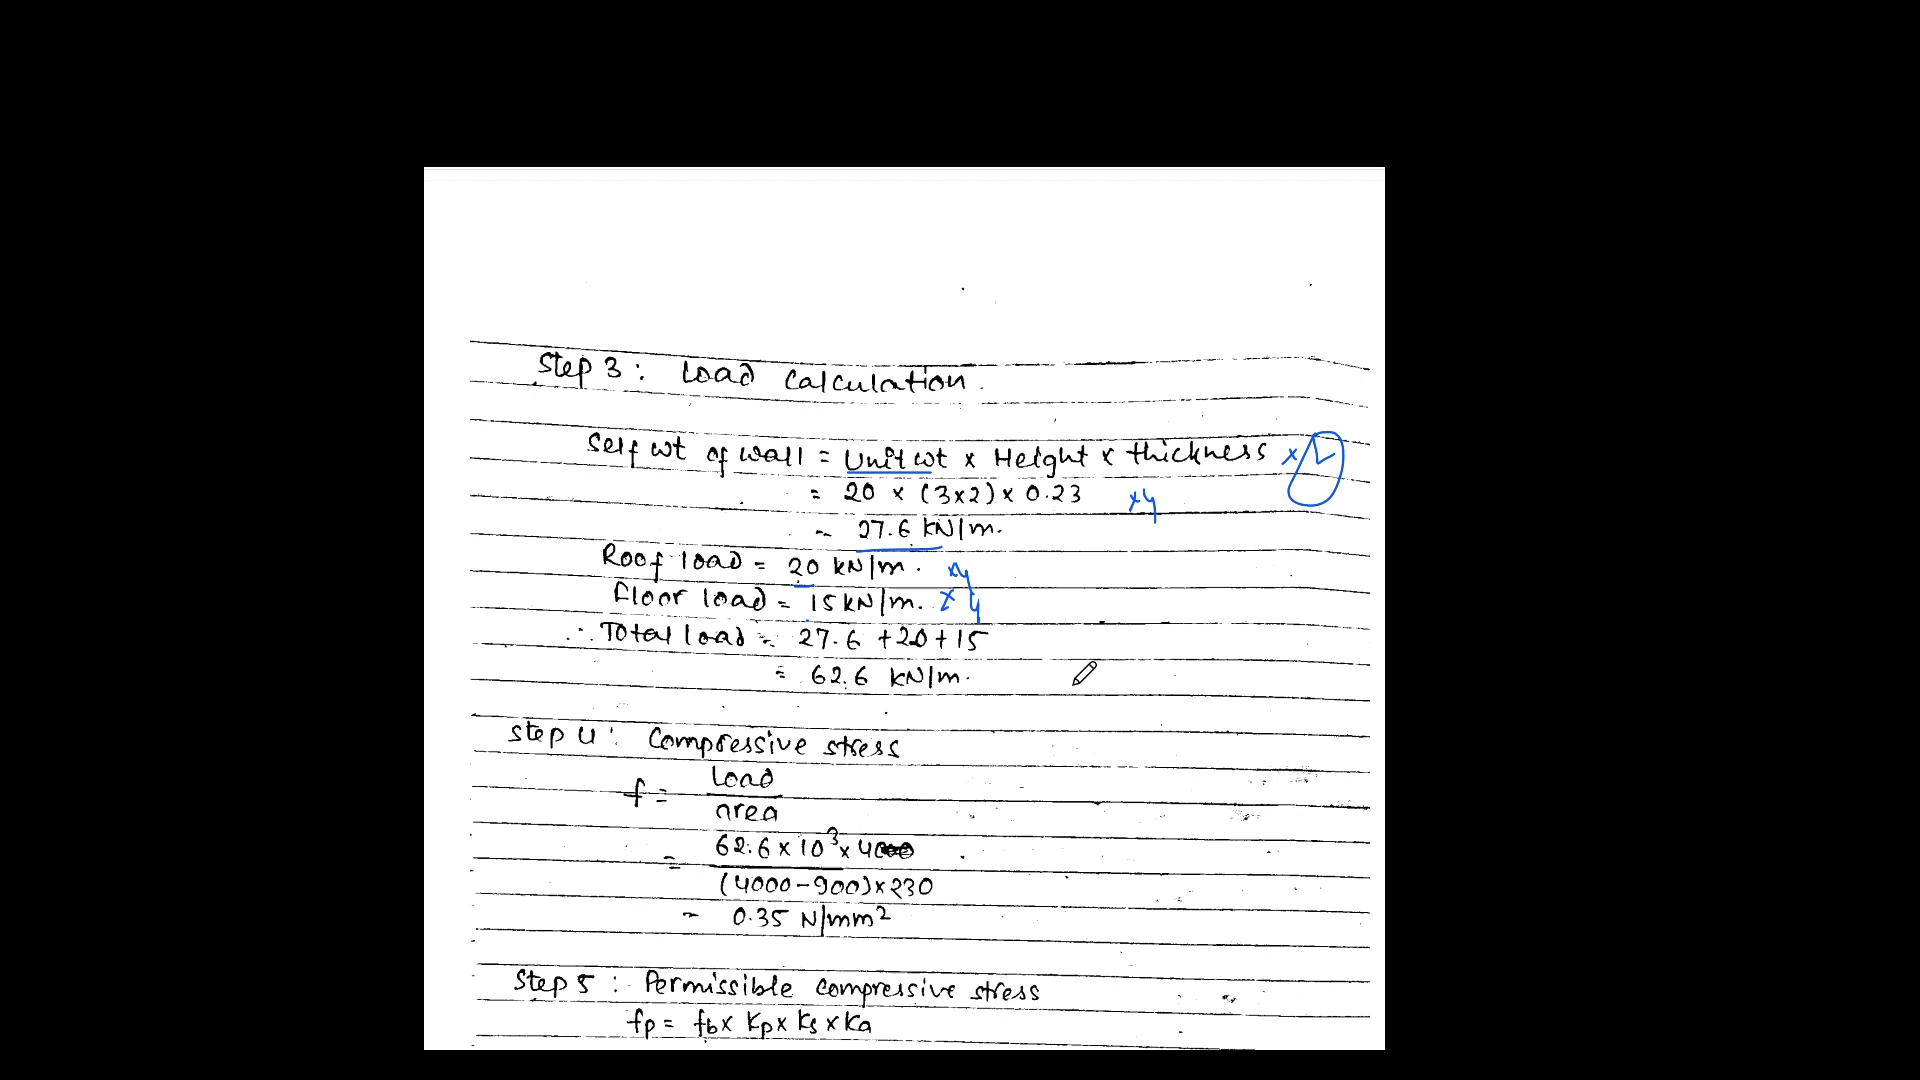 Step 3: Load Calculation.
Self wt of wall = Unit wt x Height x thickness x L
= 20 x (3x2) x 0.23 x4
= 27.6 kN/m.
Roof load = 20 kN/m. x4
Floor load = 15 kN/m. x 4
∴ Total load = 27.6 + 20 + 15
= 62.6 kN/m.
Step 4: Compressive stress
f = Load
area
= 62.6 x 10³ x 4
(4000-900) x 230
= 0.35 N/mm²
Step 5: Permissible compressive stress
fp = fb x Kp x Ks x Ka